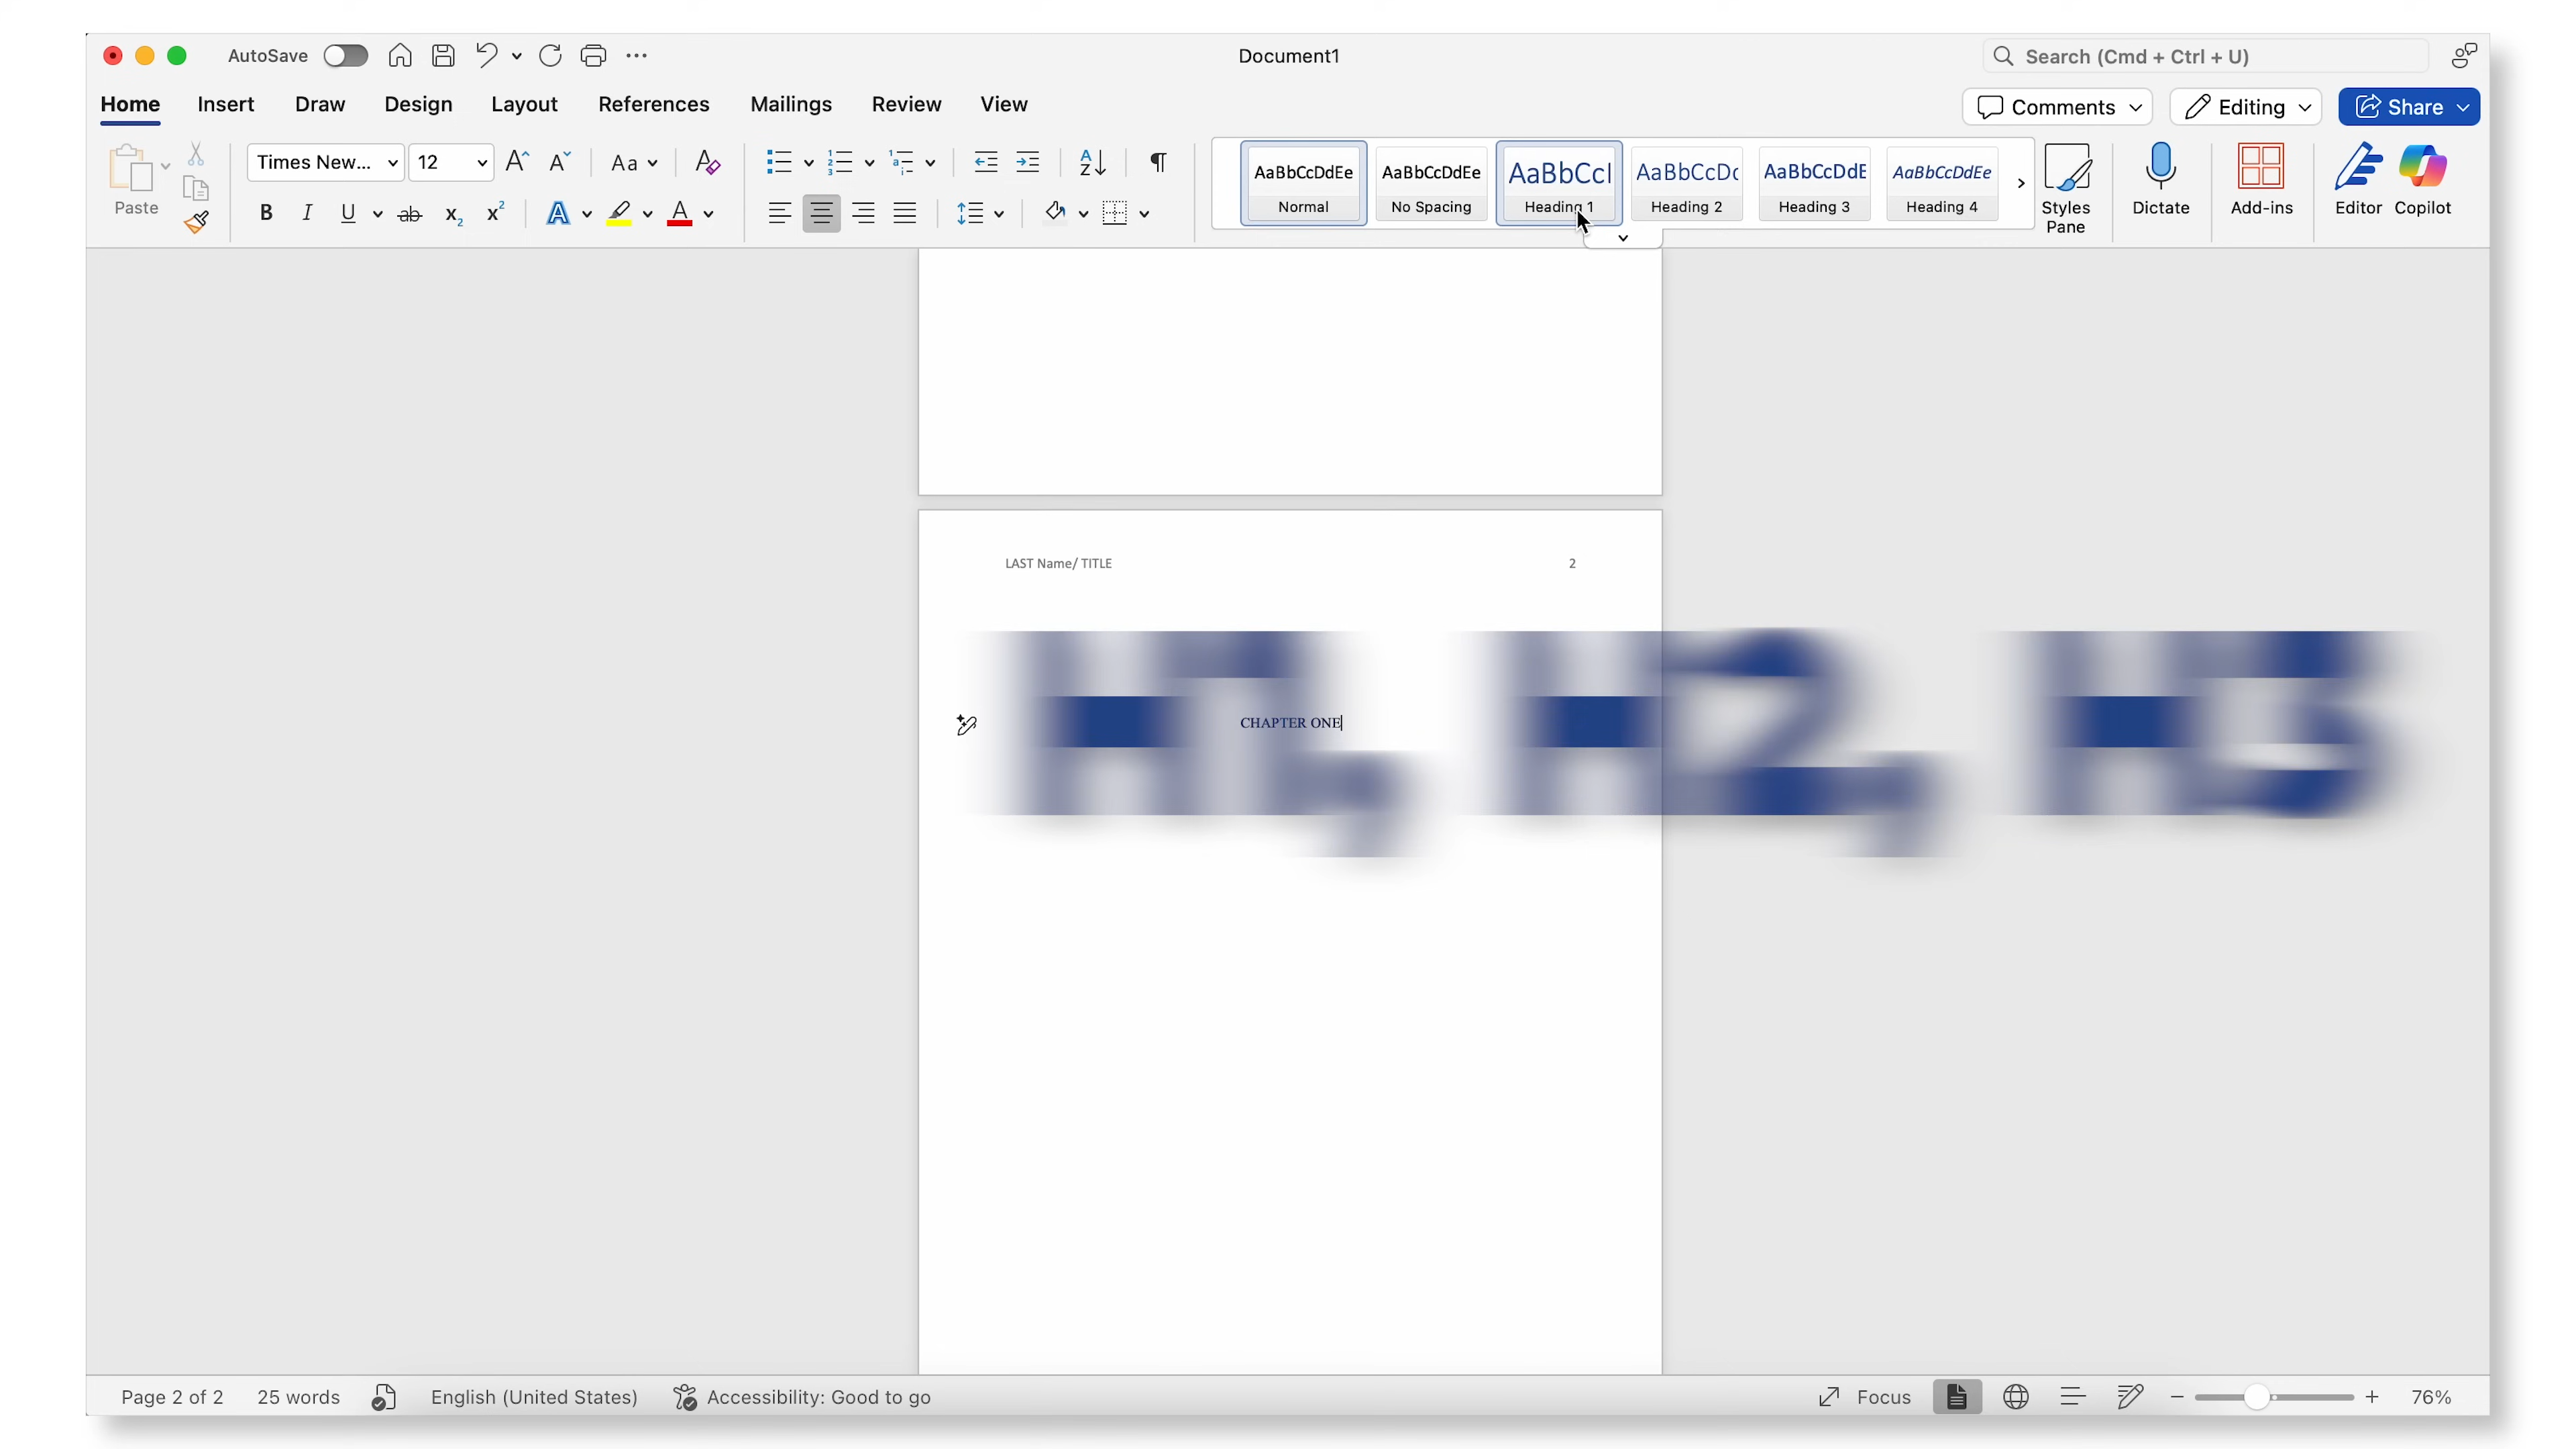 AutoSave
Document1
Search (Cmd + Ctrl + U)
Home Insert Draw Design Layout References Mailings Review View
Comments Editing Share
Paste
Times New... 12
AaBbCcDdEe AaBbCcDdEe AaBbCcI AaBbCcDc AaBbCcDdE AaBbCcDdEe
Normal No Spacing Heading 1 Heading 2 Heading 3 Heading 4
Styles Pane
Dictate
Add-ins
Editor
Copilot
LAST Name/ TITLE 2
H1, H2, H3
CHAPTER ONE
Page 2 of 2 25 words English (United States) Accessibility: Good to go Focus 76%